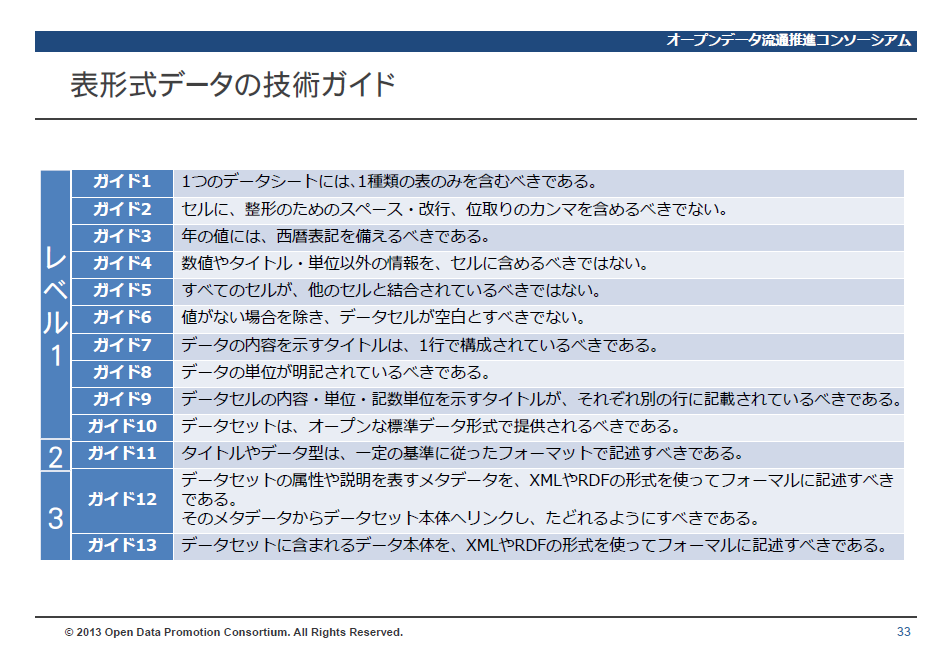 オープンデータ流通推進コンソーシアム
表形式データの技術ガイド
レベル1
ガイド1 1つのデータシートには、1種類の表のみを含むべきである。
ガイド2 セルに、整形のためのスペース・改行、位取りのカンマを含めるべきでない。
ガイド3 年の値には、西暦表記を備えるべきである。
ガイド4 数値やタイトル・単位以外の情報を、セルに含めるべきではない。
ガイド5 すべてのセルが、他のセルと結合されているべきではない。
ガイド6 値がない場合を除き、データセルが空白とすべきでない。
ガイド7 データの内容を示すタイトルは、1行で構成されているべきである。
ガイド8 データの単位が明記されているべきである。
ガイド9 データセルの内容・単位・記数単位を示すタイトルが、それぞれ別の行に記載されているべきである。
ガイド10 データセットは、オープンな標準データ形式で提供されるべきである。
2
ガイド11 タイトルやデータ型は、一定の基準に従ったフォーマットで記述すべきである。
3
ガイド12 データセットの属性や説明を表すメタデータを、XMLやRDFの形式を使ってフォーマルに記述すべき
である。
そのメタデータからデータセット本体へリンクし、たどれるようにすべきである。
ガイド13 データセットに含まれるデータ本体を、XMLやRDFの形式を使ってフォーマルに記述すべきである。
© 2013 Open Data Promotion Consortium. All Rights Reserved.
33